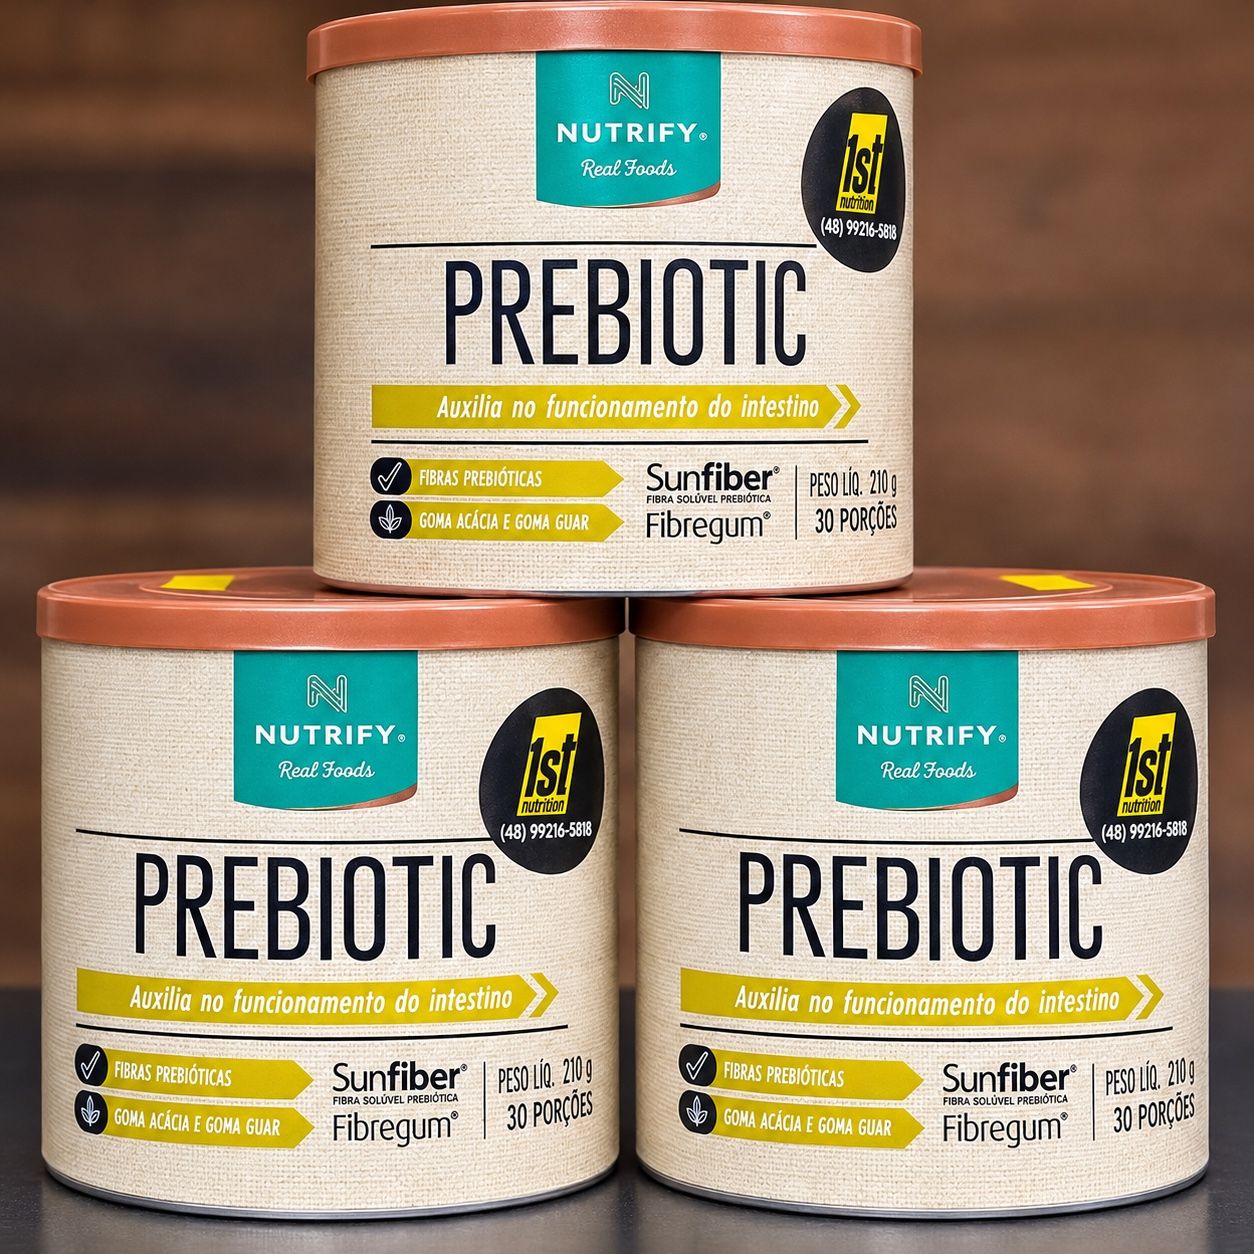 NUTRIFY®
Real Foods
1st
nutrition
(48) 99216-5818
PREBIOTIC
Auxilia no funcionamento do intestino
FIBRAS PREBIÓTICAS
GOMA ACÁCIA E GOMA GUAR
Sunfiber®
FIBRA SOLÚVEL PREBIÓTICA
Fibregum®
PESO LÍQ. 210 g
30 PORÇÕES
NUTRIFY®
Real Foods
1st
nutrition
(48) 99216-5818
PREBIOTIC
Auxilia no funcionamento do intestino
FIBRAS PREBIÓTICAS
GOMA ACÁCIA E GOMA GUAR
Sunfiber®
FIBRA SOLÚVEL PREBIÓTICA
Fibregum®
PESO LÍQ. 210 g
30 PORÇÕES
NUTRIFY®
Real Foods
1st
nutrition
(48) 99216-5818
PREBIOTIC
Auxilia no funcionamento do intestino
FIBRAS PREBIÓTICAS
GOMA ACÁCIA E GOMA GUAR
Sunfiber®
FIBRA SOLÚVEL PREBIÓTICA
Fibregum®
PESO LÍQ. 210 g
30 PORÇÕES